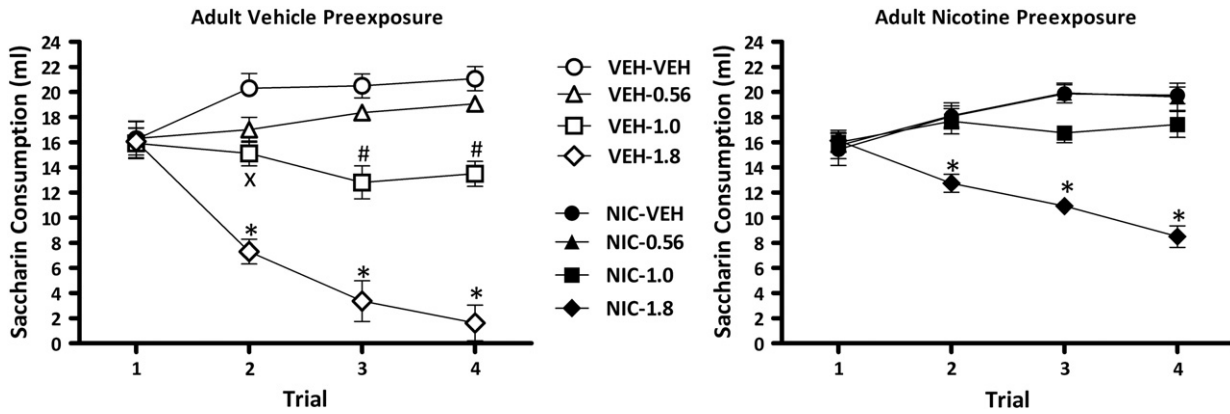 Adult Vehicle Preexposure
Saccharin Consumption (ml)
24
22
20
18
16
14
12
10
8
6
4
2
0
x
*
#
*
#
*
1
2
3
4
Trial
VEH-VEH
VEH-0.56
VEH-1.0
VEH-1.8
NIC-VEH
NIC-0.56
NIC-1.0
NIC-1.8
Adult Nicotine Preexposure
Saccharin Consumption (ml)
24
22
20
18
16
14
12
10
8
6
4
2
0
*
*
*
1
2
3
4
Trial